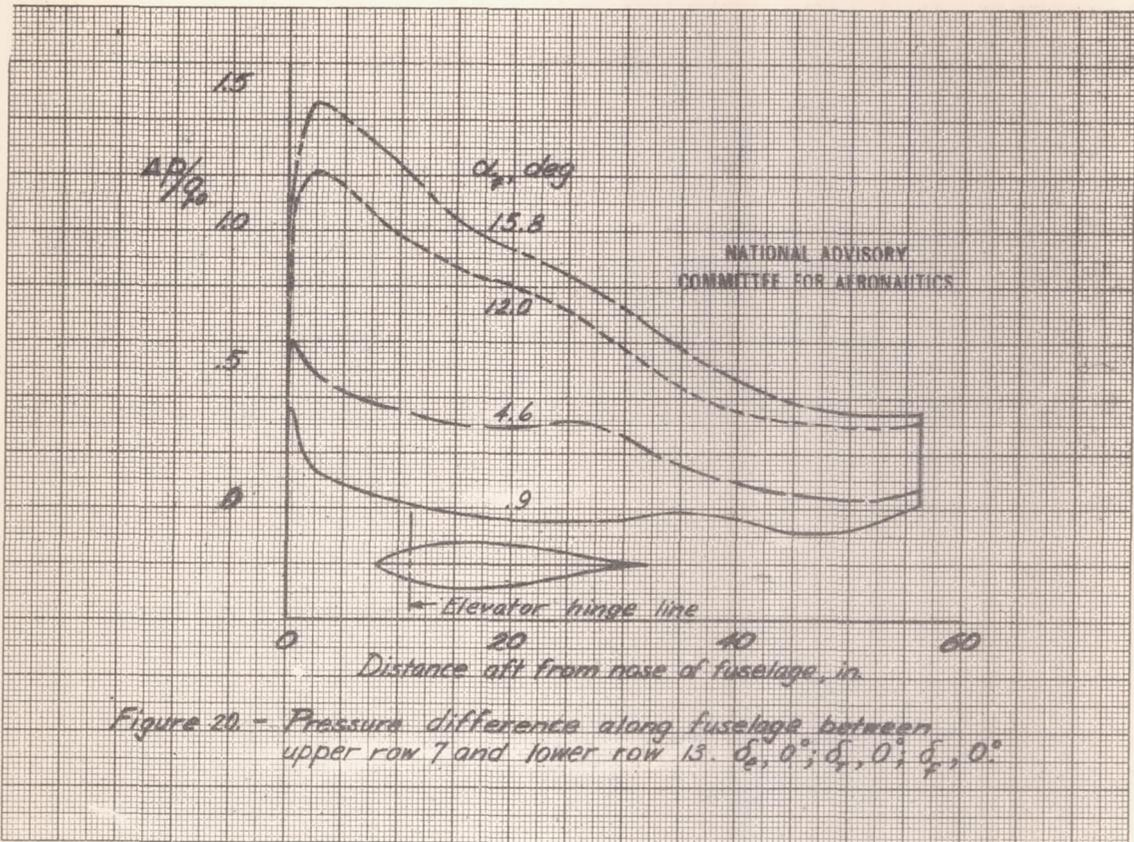 1.5
ΔP/q₀
α_T, deg
1.0
15.8
NATIONAL ADVISORY
COMMITTEE FOR AERONAUTICS
12.0
.5
4.6
0
.9
Elevator hinge line
0 20 40 60
Distance aft from nose of fuselage, in.
Figure 20.- Pressure difference along fuselage between
upper row 7 and lower row 13. δₑ, 0°; δᵣ, 0°; δ_f, 0°.